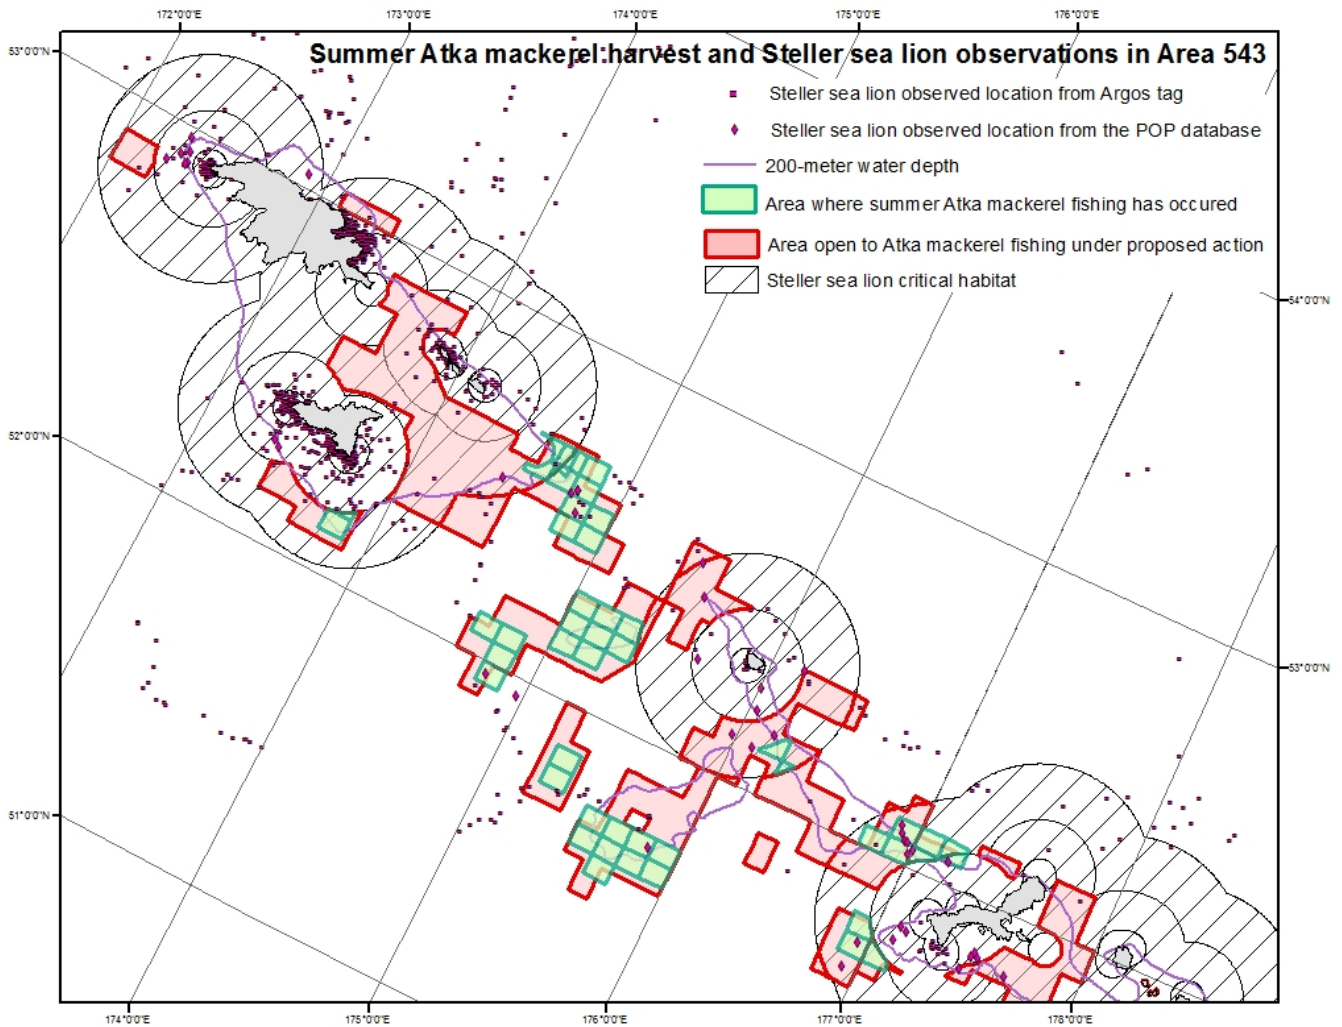 172°0'0"E 173°0'0"E 174°0'0"E 175°0'0"E 176°0'0"E
53°0'0"N
Summer Atka mackerel harvest and Steller sea lion observations in Area 543
Steller sea lion observed location from Argos tag
Steller sea lion observed location from the POP database
200-meter water depth
Area where summer Atka mackerel fishing has occured
Area open to Atka mackerel fishing under proposed action
Steller sea lion critical habitat
54°0'0"N
52°0'0"N
53°0'0"N
51°0'0"N
174°0'0"E 175°0'0"E 176°0'0"E 177°0'0"E 178°0'0"E